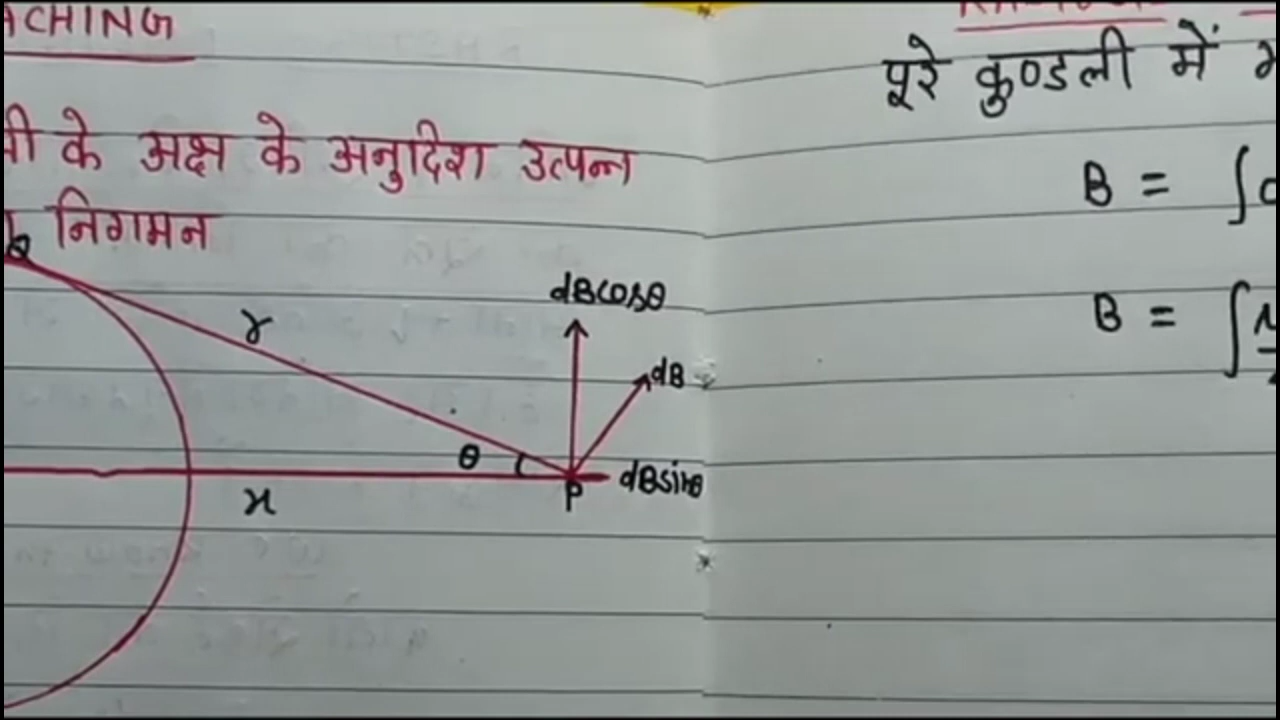 ACHING
के अक्ष के अनुदिश उत्पन्न
निगमन
Q
r
dBcosθ
dB
θ
x
P
dBsinθ
पूरे कुण्डली में
B = ∫
B = ∫